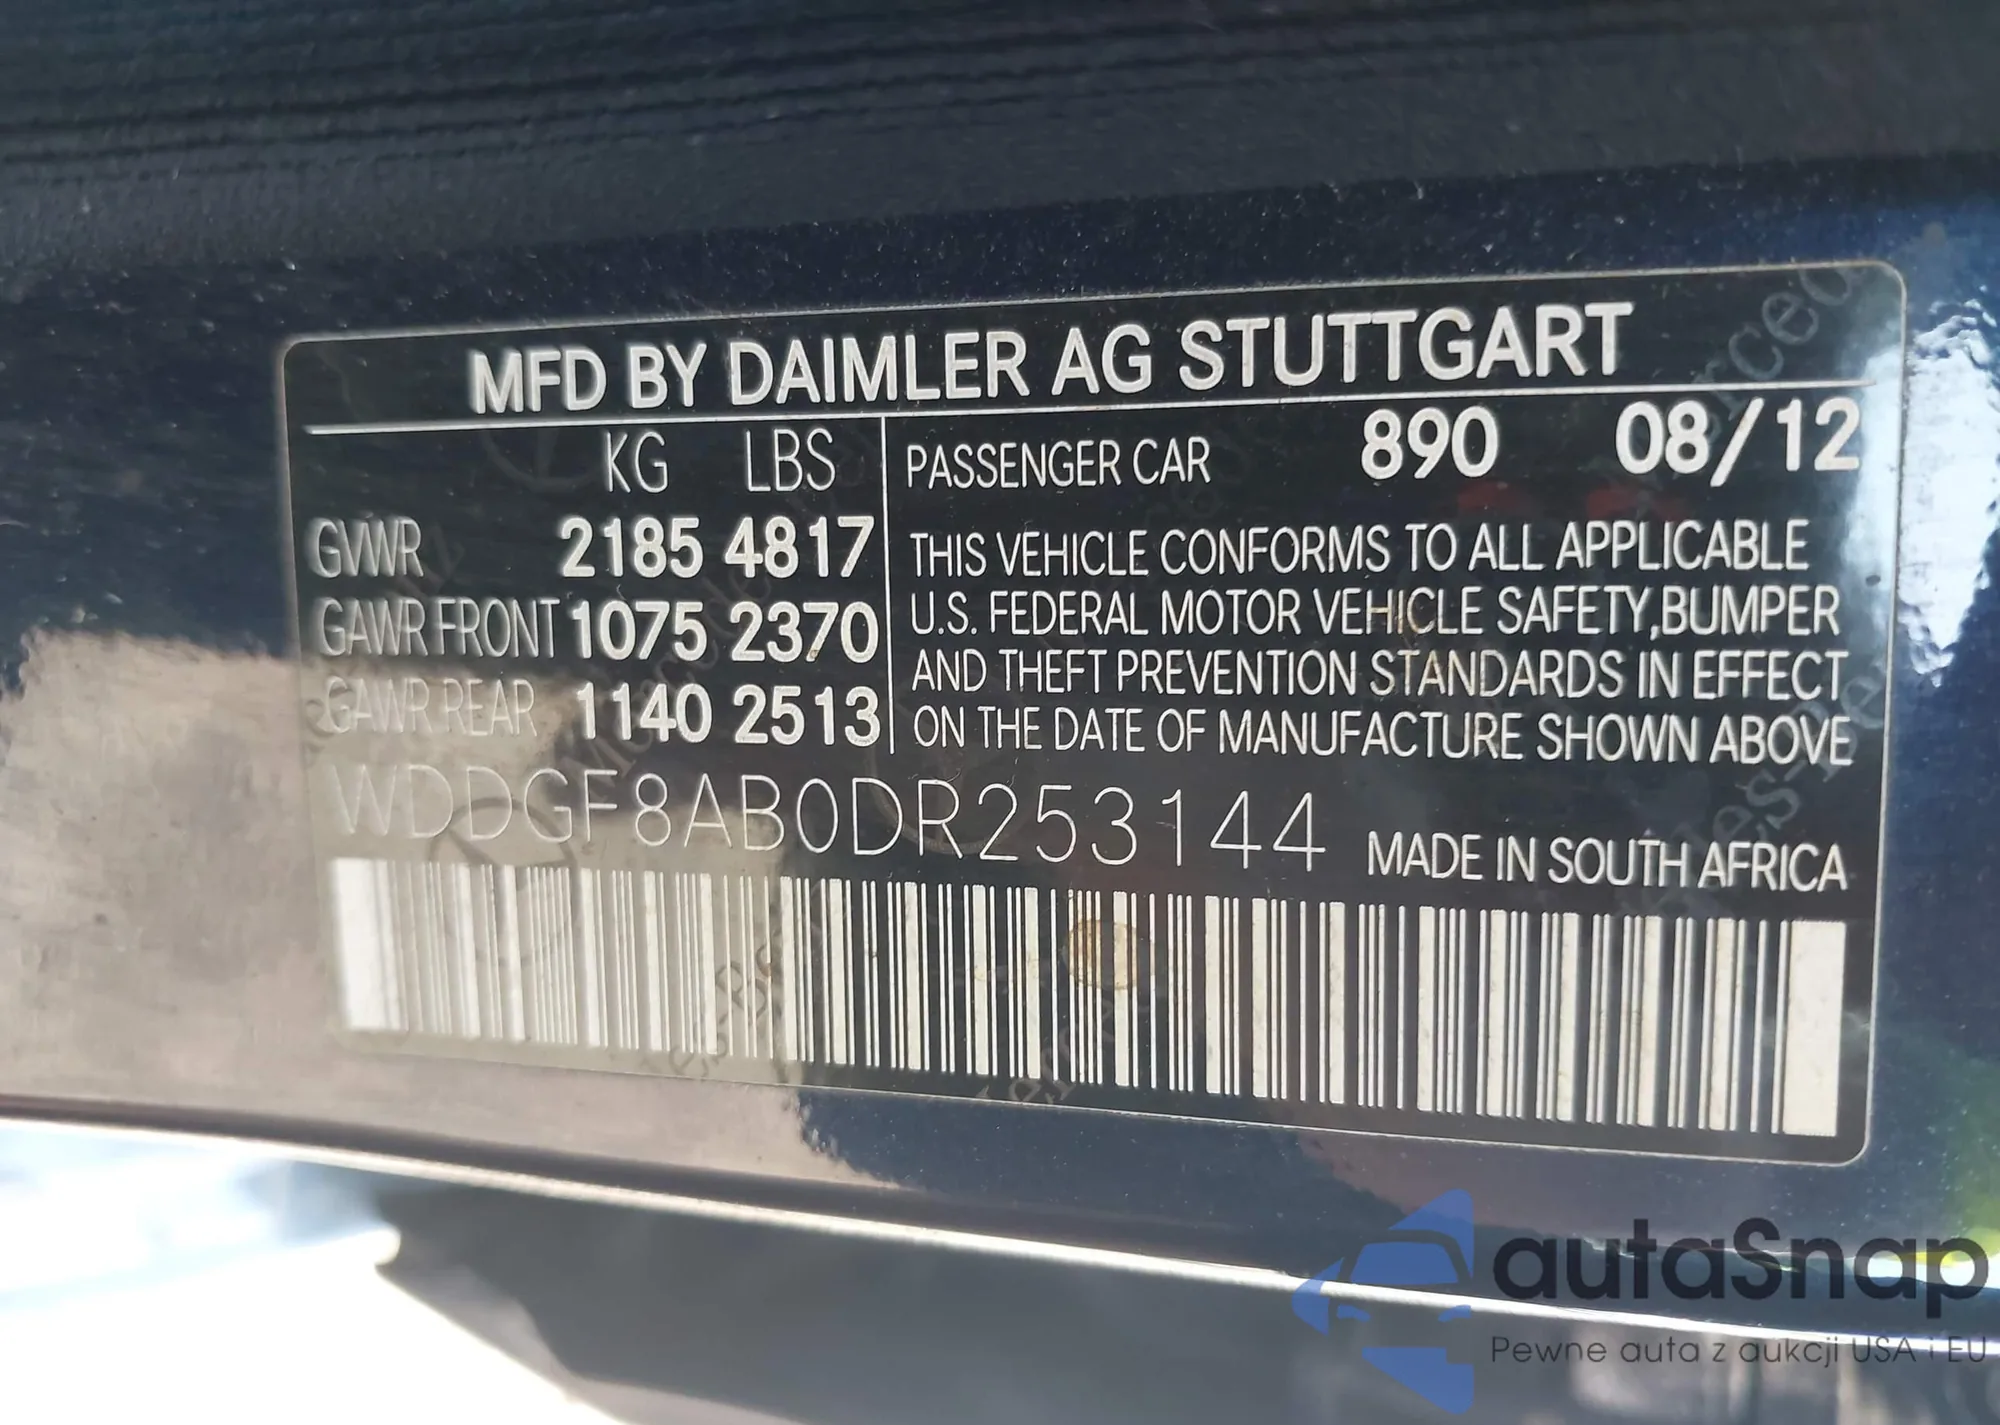 MFD BY DAIMLER AG STUTTGART
KG LBS
GVWR 2185 4817
GAWR FRONT 1075 2370
GAWR REAR 1140 2513
PASSENGER CAR 890 08/12
THIS VEHICLE CONFORMS TO ALL APPLICABLE
U.S. FEDERAL MOTOR VEHICLE SAFETY,BUMPER
AND THEFT PREVENTION STANDARDS IN EFFECT
ON THE DATE OF MANUFACTURE SHOWN ABOVE
WDDGF8AB0DR253144
MADE IN SOUTH AFRICA
autaSnap
Pewne auta z aukcji USA i EU